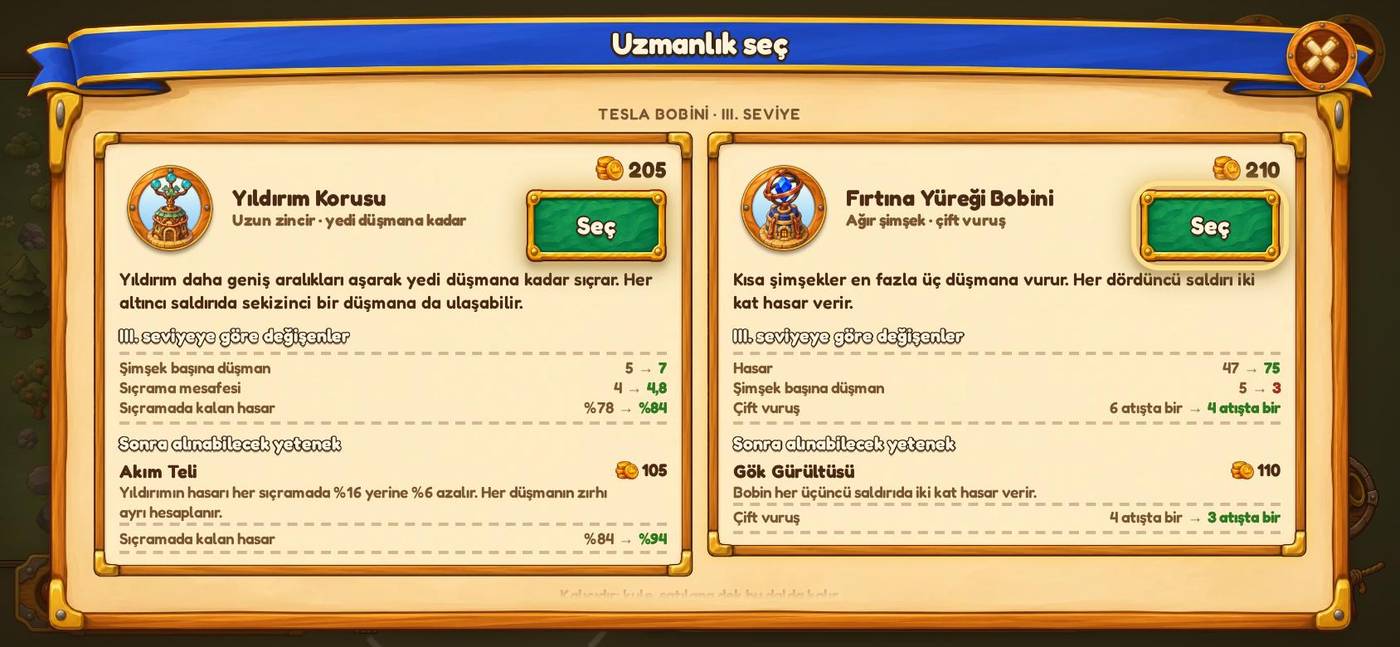 Uzmanlık seç
TESLA BOBİNİ · III. SEVİYE
205
Yıldırım Korusu
Uzun zincir · yedi düşmana kadar
Seç
Yıldırım daha geniş aralıkları aşarak yedi düşmana kadar sıçrar. Her
altıncı saldırıda sekizinci bir düşmana da ulaşabilir.
III. seviyeye göre değişenler
Şimşek başına düşman 5 → 7
Sıçrama mesafesi 4 → 4,8
Sıçramada kalan hasar %78 → %84
Sonra alınabilecek yetenek
Akım Teli 105
Yıldırımın hasarı her sıçramada %16 yerine %6 azalır. Her düşmanın zırhı
ayrı hesaplanır.
Sıçramada kalan hasar %84 → %94
210
Fırtına Yüreği Bobini
Ağır şimşek · çift vuruş
Seç
Kısa şimşekler en fazla üç düşmana vurur. Her dördüncü saldırı iki
kat hasar verir.
III. seviyeye göre değişenler
Hasar 47 → 75
Şimşek başına düşman 5 → 3
Çift vuruş 6 atışta bir → 4 atışta bir
Sonra alınabilecek yetenek
Gök Gürültüsü 110
Bobin her üçüncü saldırıda iki kat hasar verir.
Çift vuruş 4 atışta bir → 3 atışta bir
Kalıcıdır: kule, satılana dek bu dalda kalır.